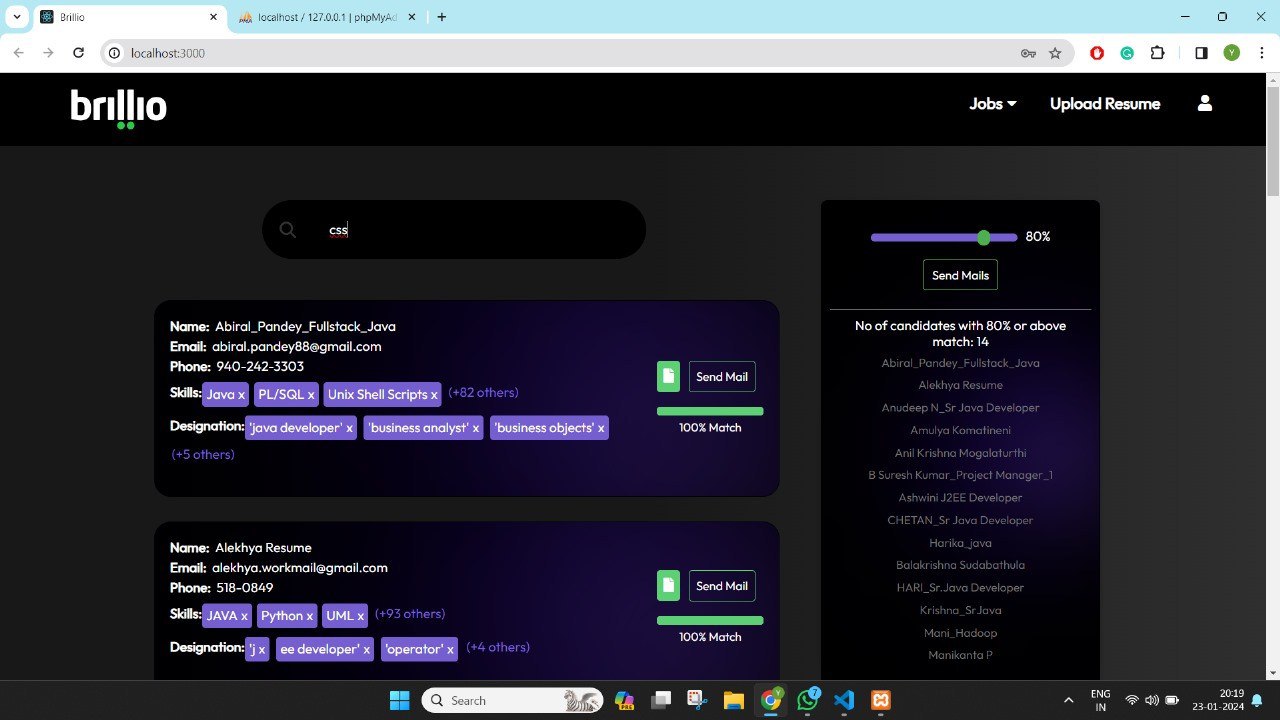 Brillio
localhost / 127.0.0.1 | phpMyAd
localhost:3000
Y
brillio
Jobs
Upload Resume
css
80%
Send Mails
No of candidates with 80% or above
match: 14
Abiral_Pandey_Fullstack_Java
Alekhya Resume
Anudeep N_Sr Java Developer
Amulya Komatineni
Anil Krishna Mogalaturthi
B Suresh Kumar_Project Manager_1
Ashwini J2EE Developer
CHETAN_Sr Java Developer
Harika_java
Balakrishna Sudabathula
HARI_Sr.Java Developer
Krishna_SrJava
Mani_Hadoop
Manikanta P
Name: Abiral_Pandey_Fullstack_Java
Email: abiral.pandey88@gmail.com
Phone: 940-242-3303
Skills: Java x PL/SQL x Unix Shell Scripts x (+82 others)
Designation: 'java developer' x 'business analyst' x 'business objects' x
(+5 others)
Send Mail
100% Match
Name: Alekhya Resume
Email: alekhya.workmail@gmail.com
Phone: 518-0849
Skills: JAVA x Python x UML x (+93 others)
Designation: 'j x ee developer' x 'operator' x (+4 others)
Send Mail
100% Match
Search
Y
7
ENG
IN
20:19
23-01-2024